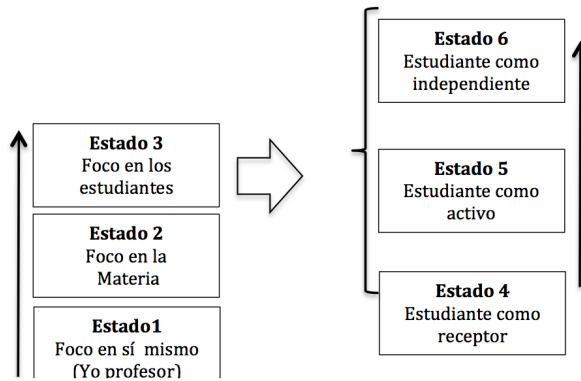 Estado 3
Foco en los
estudiantes
Estado 2
Foco en la
Materia
Estado1
Foco en sí mismo
(Yo profesor)
Estado 6
Estudiante como
independiente
Estado 5
Estudiante como
activo
Estado 4
Estudiante como
receptor